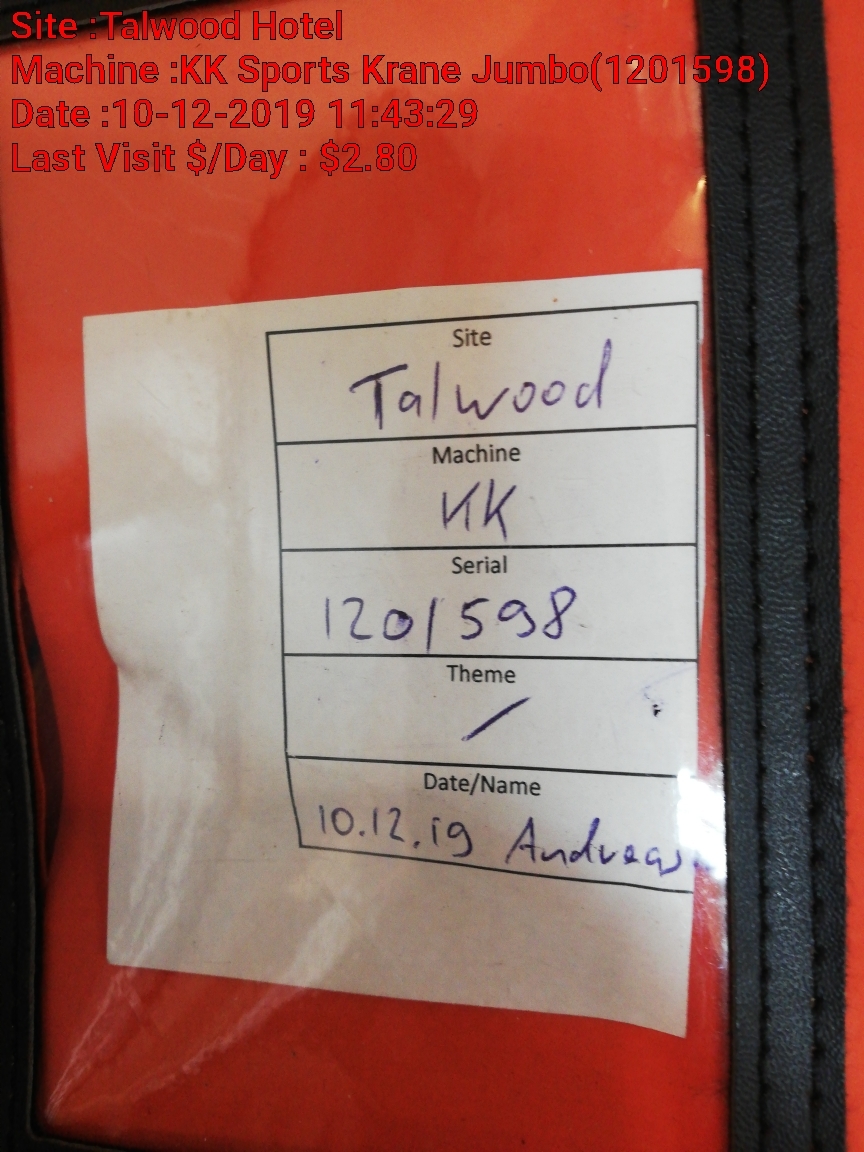 Site :Talwood Hotel
Machine :KK Sports Krane Jumbo(1201598)
Date :10-12-2019 11:43:29
Last Visit $/Day : $2.80
Site
Talwood
Machine
KK
Serial
1201598
Theme
/
Date/Name
10.12.19 Andreas